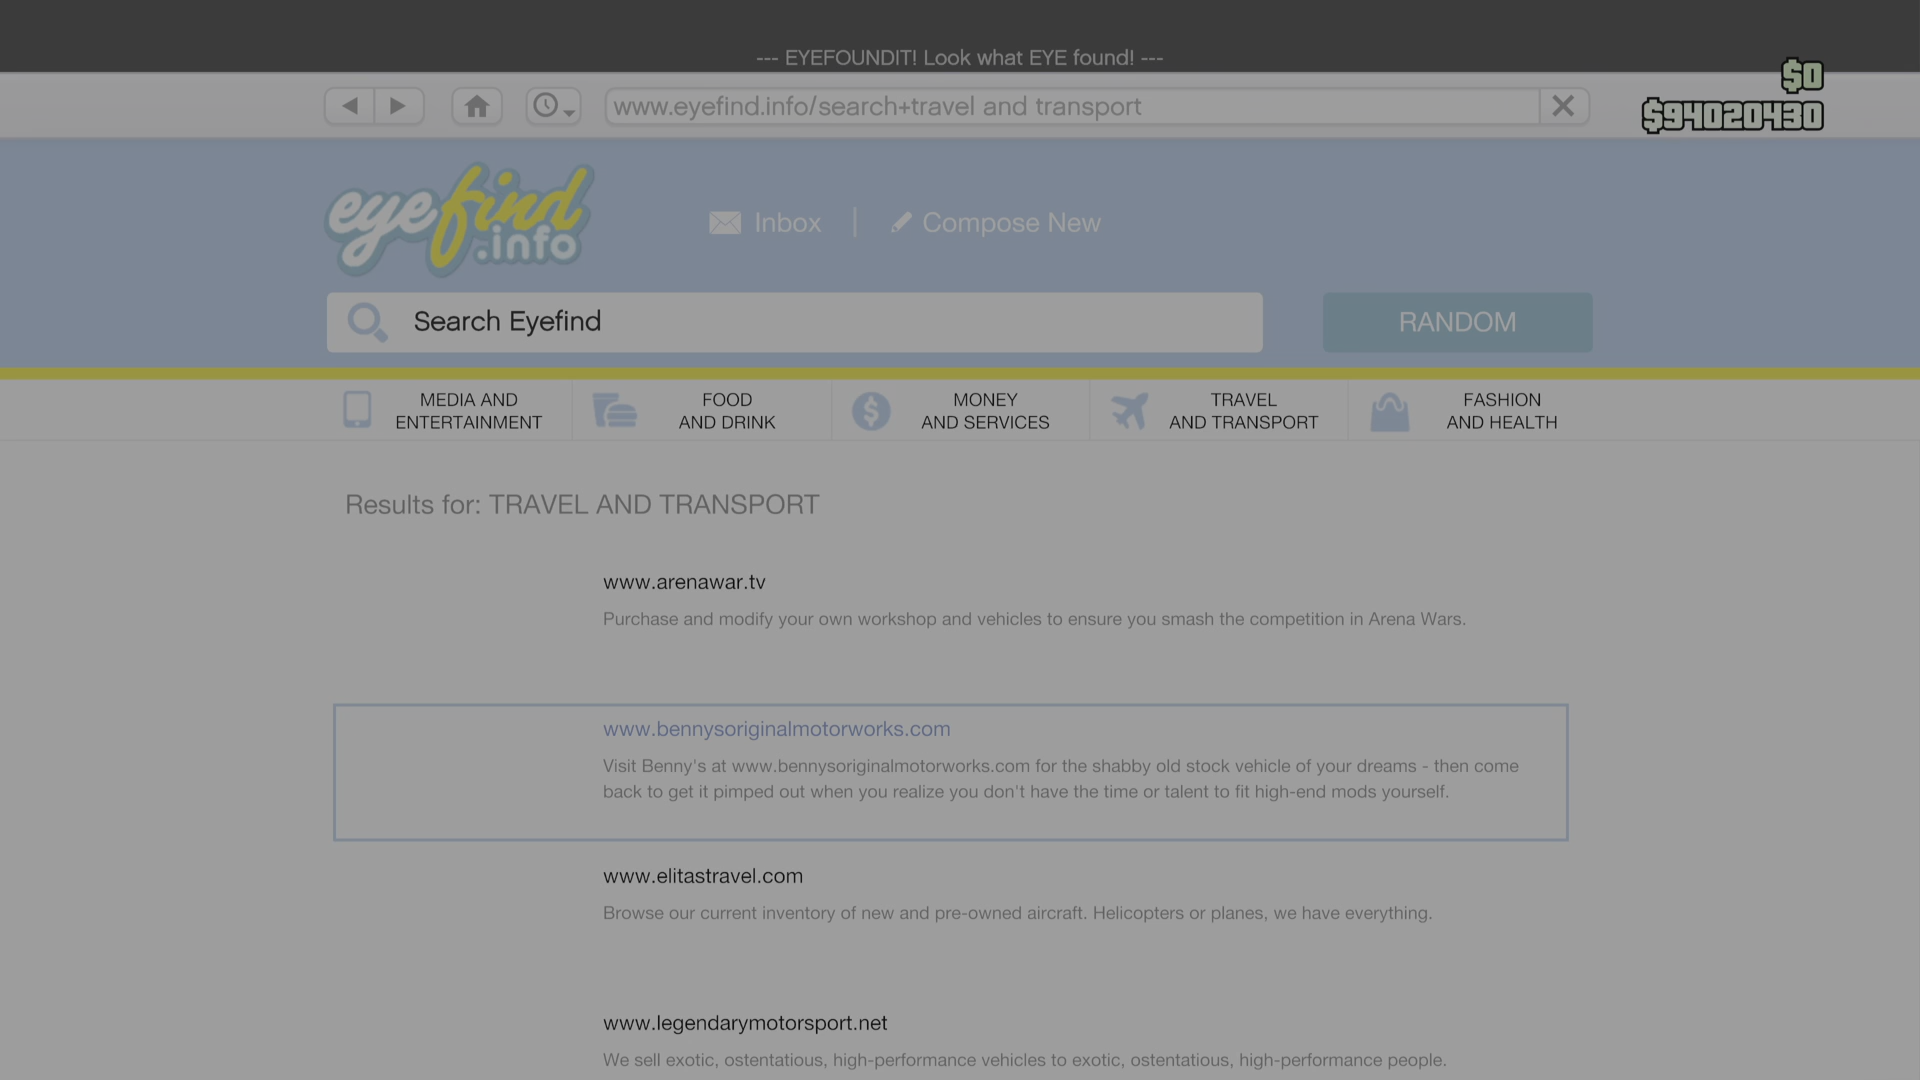 --- EYEFOUNDIT! Look what EYE found! ---
$0
www.eyefind.info/search+travel and transport
$94020430
eyefind
.info
Inbox
Compose New
Search Eyefind
RANDOM
MEDIA AND
ENTERTAINMENT
FOOD
AND DRINK
MONEY
AND SERVICES
TRAVEL
AND TRANSPORT
FASHION
AND HEALTH
Results for: TRAVEL AND TRANSPORT
www.arenawar.tv
Purchase and modify your own workshop and vehicles to ensure you smash the competition in Arena Wars.
www.bennysoriginalmotorworks.com
Visit Benny's at www.bennysoriginalmotorworks.com for the shabby old stock vehicle of your dreams - then come
back to get it pimped out when you realize you don't have the time or talent to fit high-end mods yourself.
www.elitastravel.com
Browse our current inventory of new and pre-owned aircraft. Helicopters or planes, we have everything.
www.legendarymotorsport.net
We sell exotic, ostentatious, high-performance vehicles to exotic, ostentatious, high-performance people.